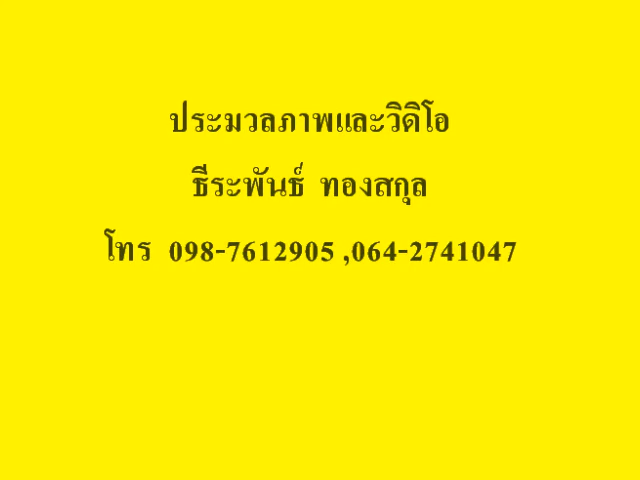 ประมวลภาพและวิดิโอ
ธีระพันธ์ ทองสกุล
โทร 098-7612905 ,064-2741047